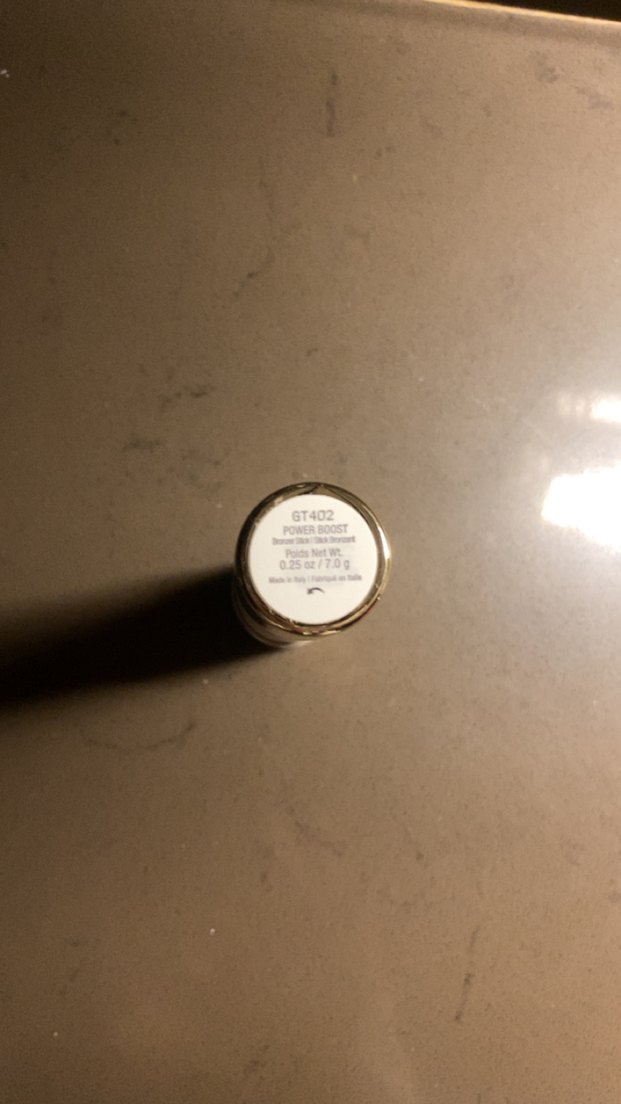 GT402
POWER BOOST
Bronzer Stick / Stick Bronzant
Poids Net Wt.
0.25 oz / 7.0 g
Made in Italy / Fabriqué en Italie